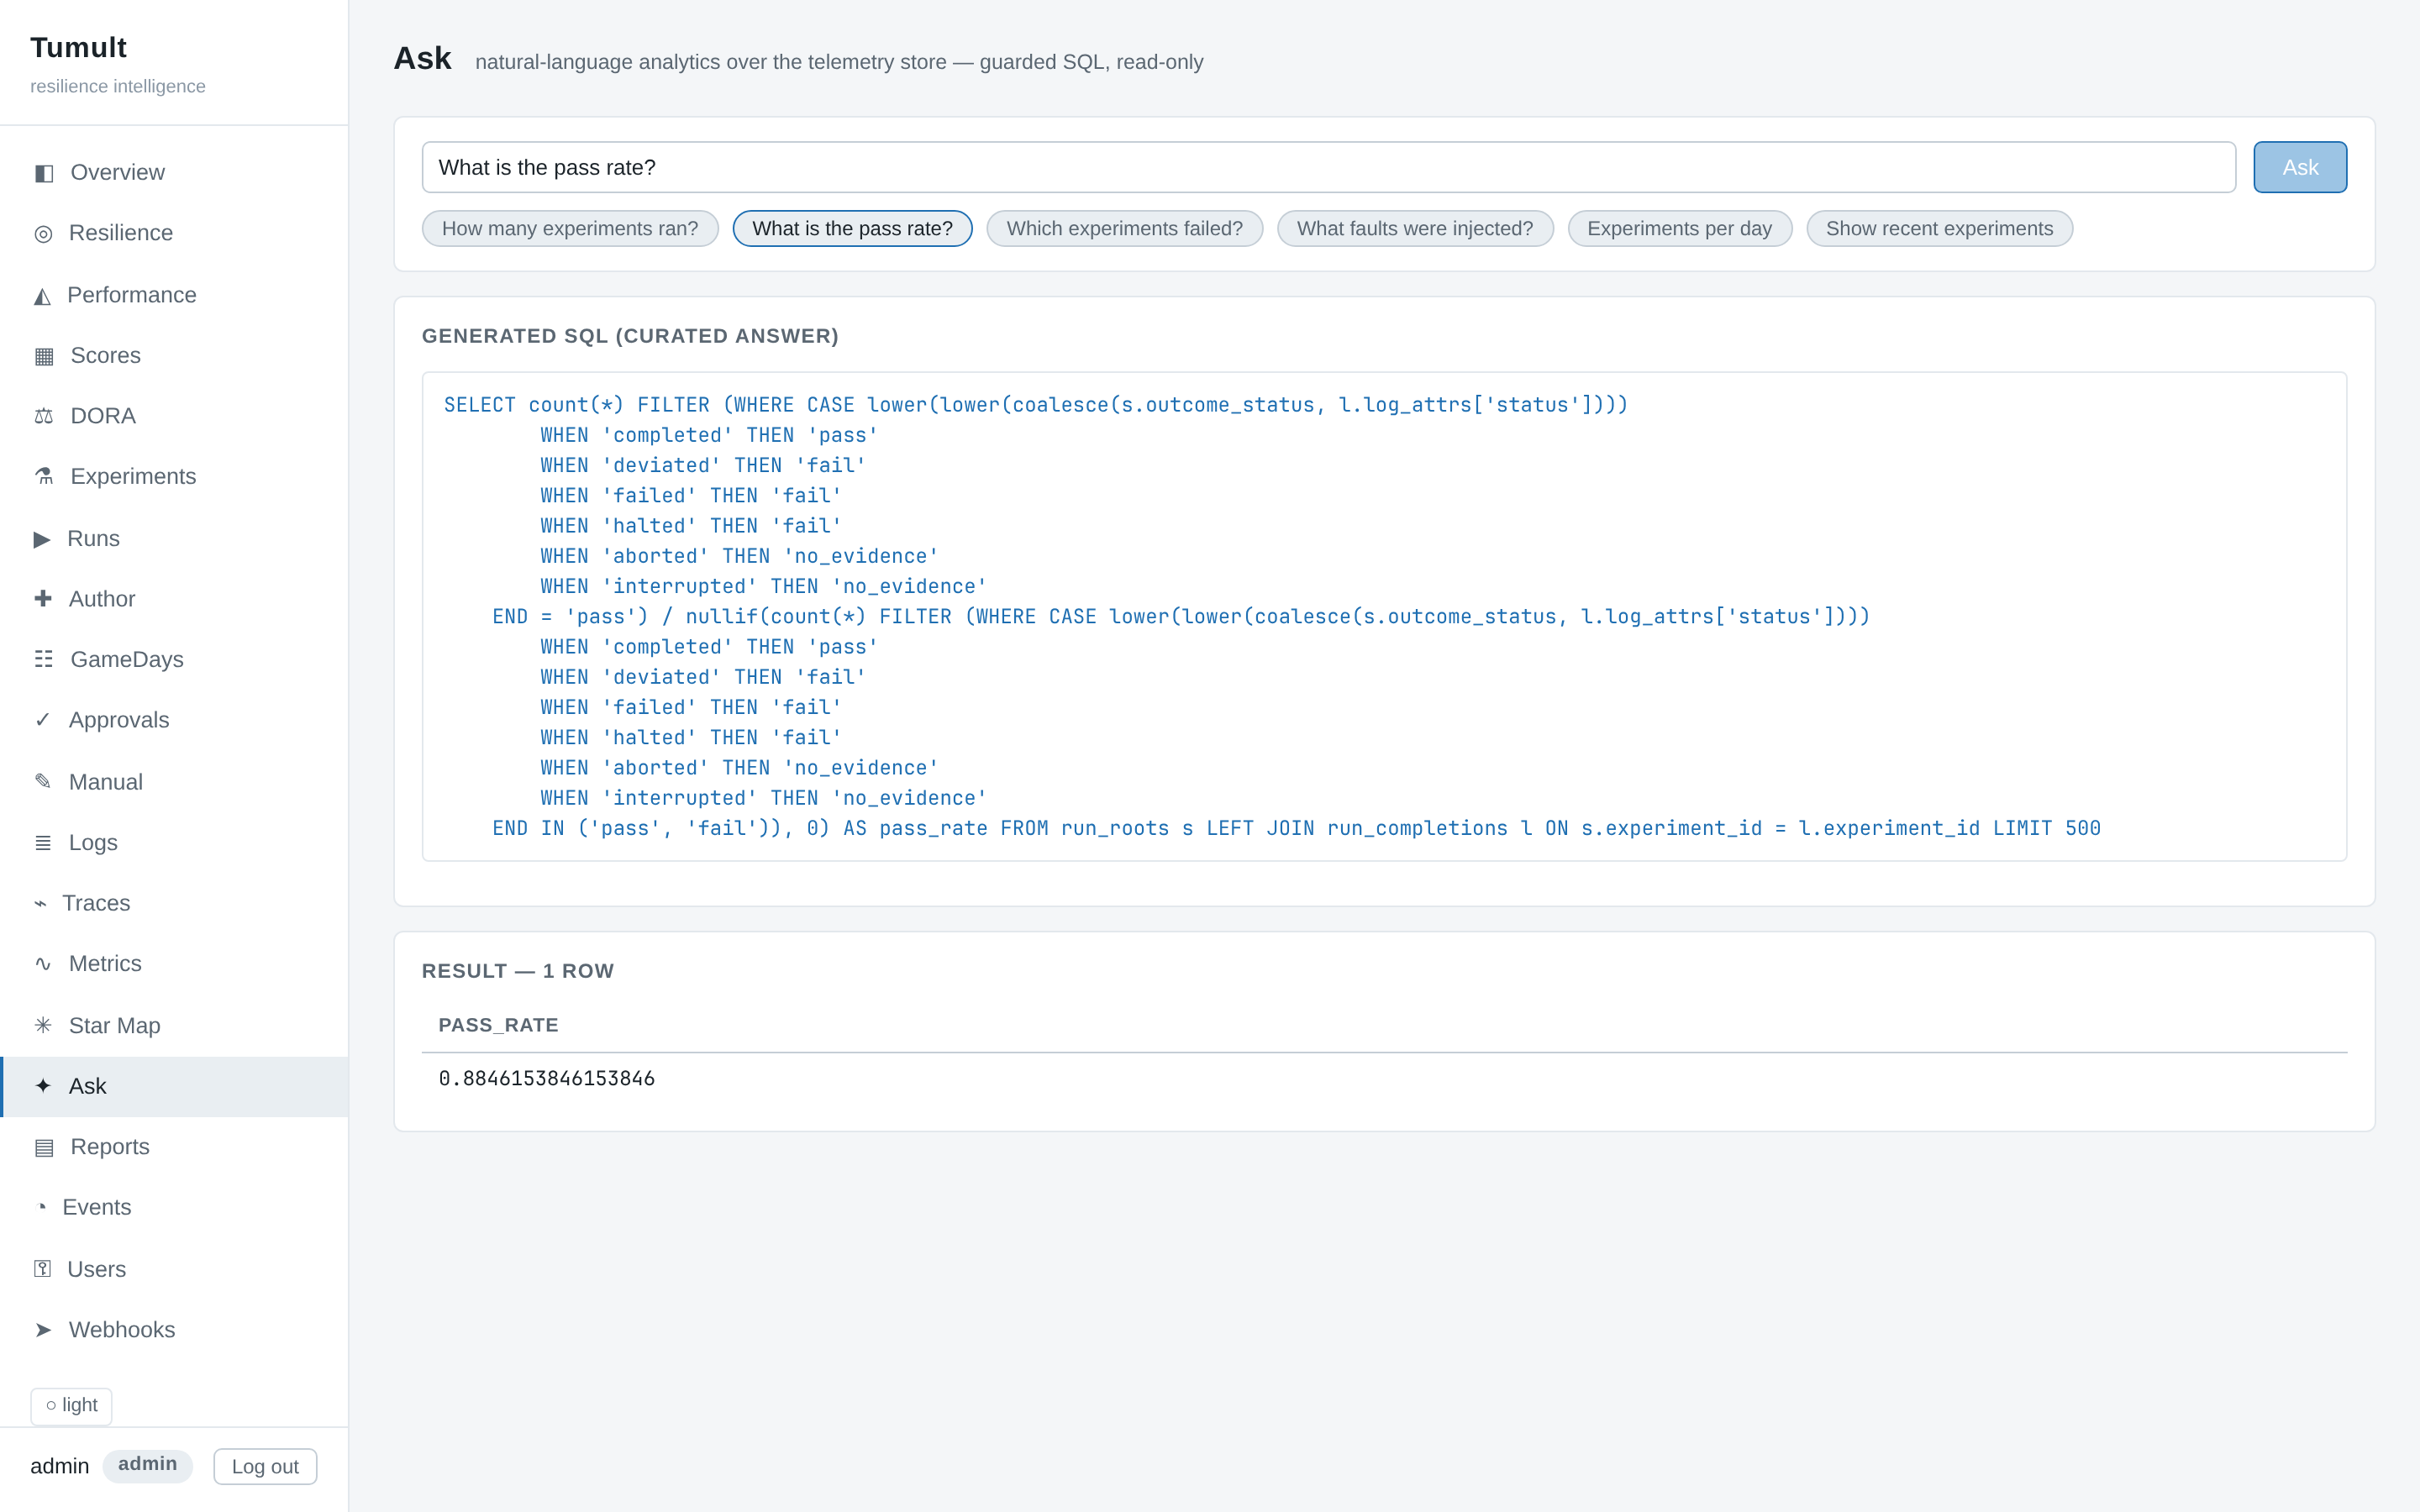 Tumult
resilience intelligence
Overview
Resilience
Performance
Scores
DORA
Experiments
Runs
Author
GameDays
Approvals
Manual
Logs
Traces
Metrics
Star Map
Ask
Reports
Events
Users
Webhooks
○ light
admin admin Log out
Ask natural-language analytics over the telemetry store — guarded SQL, read-only
What is the pass rate? Ask
How many experiments ran? What is the pass rate? Which experiments failed? What faults were injected? Experiments per day Show recent experiments
GENERATED SQL (CURATED ANSWER)
SELECT count(*) FILTER (WHERE CASE lower(lower(coalesce(s.outcome_status, l.log_attrs['status'])))
WHEN 'completed' THEN 'pass'
WHEN 'deviated' THEN 'fail'
WHEN 'failed' THEN 'fail'
WHEN 'halted' THEN 'fail'
WHEN 'aborted' THEN 'no_evidence'
WHEN 'interrupted' THEN 'no_evidence'
END = 'pass') / nullif(count(*) FILTER (WHERE CASE lower(lower(coalesce(s.outcome_status, l.log_attrs['status'])))
WHEN 'completed' THEN 'pass'
WHEN 'deviated' THEN 'fail'
WHEN 'failed' THEN 'fail'
WHEN 'halted' THEN 'fail'
WHEN 'aborted' THEN 'no_evidence'
WHEN 'interrupted' THEN 'no_evidence'
END IN ('pass', 'fail')), 0) AS pass_rate FROM run_roots s LEFT JOIN run_completions l ON s.experiment_id = l.experiment_id LIMIT 500
RESULT — 1 ROW
PASS_RATE
0.8846153846153846